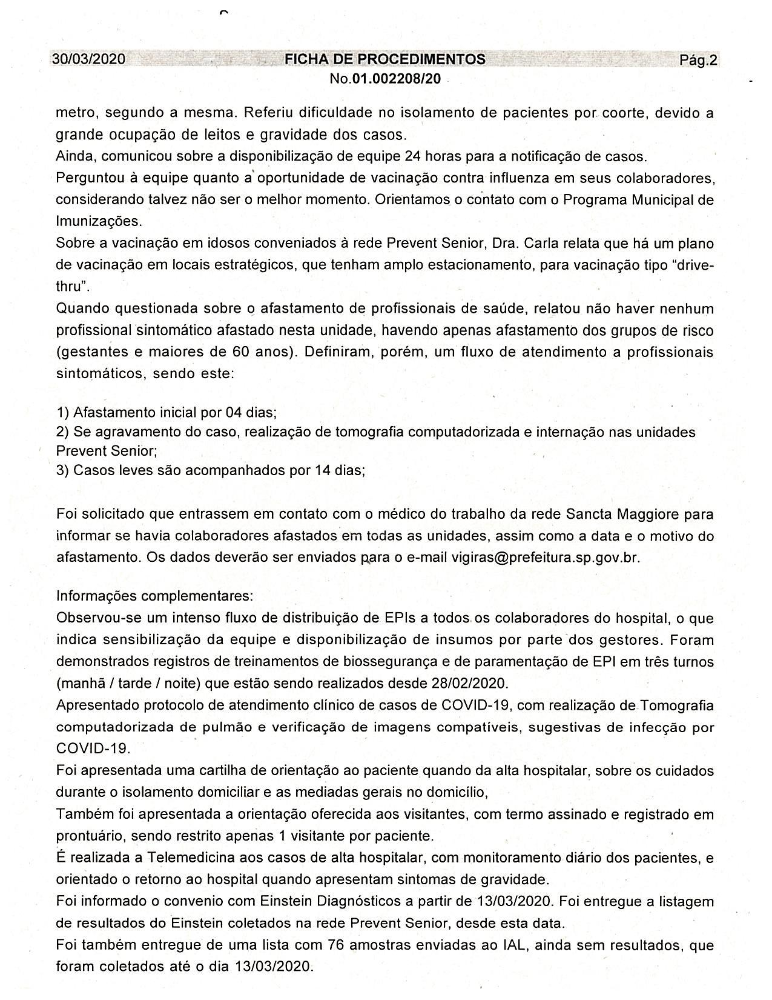 30/03/2020 FICHA DE PROCEDIMENTOS Pág.2
No.01.002208/20
metro, segundo a mesma. Referiu dificuldade no isolamento de pacientes por coorte, devido a
grande ocupação de leitos e gravidade dos casos.
Ainda, comunicou sobre a disponibilização de equipe 24 horas para a notificação de casos.
Perguntou à equipe quanto a oportunidade de vacinação contra influenza em seus colaboradores,
considerando talvez não ser o melhor momento. Orientamos o contato com o Programa Municipal de
Imunizações.
Sobre a vacinação em idosos conveniados à rede Prevent Senior, Dra. Carla relata que há um plano
de vacinação em locais estratégicos, que tenham amplo estacionamento, para vacinação tipo “drive-
thru”.
Quando questionada sobre o afastamento de profissionais de saúde, relatou não haver nenhum
profissional sintomático afastado nesta unidade, havendo apenas afastamento dos grupos de risco
(gestantes e maiores de 60 anos). Definiram, porém, um fluxo de atendimento a profissionais
sintomáticos, sendo este:
1) Afastamento inicial por 04 dias;
2) Se agravamento do caso, realização de tomografia computadorizada e internação nas unidades
Prevent Senior;
3) Casos leves são acompanhados por 14 dias;
Foi solicitado que entrassem em contato com o médico do trabalho da rede Sancta Maggiore para
informar se havia colaboradores afastados em todas as unidades, assim como a data e o motivo do
afastamento. Os dados deverão ser enviados para o e-mail vigiras@prefeitura.sp.gov.br.
Informações complementares:
Observou-se um intenso fluxo de distribuição de EPIs a todos os colaboradores do hospital, o que
indica sensibilização da equipe e disponibilização de insumos por parte dos gestores. Foram
demonstrados registros de treinamentos de biossegurança e de paramentação de EPI em três turnos
(manhã / tarde / noite) que estão sendo realizados desde 28/02/2020.
Apresentado protocolo de atendimento clínico de casos de COVID-19, com realização de Tomografia
computadorizada de pulmão e verificação de imagens compatíveis, sugestivas de infecção por
COVID-19.
Foi apresentada uma cartilha de orientação ao paciente quando da alta hospitalar, sobre os cuidados
durante o isolamento domiciliar e as mediadas gerais no domicílio,
Também foi apresentada a orientação oferecida aos visitantes, com termo assinado e registrado em
prontuário, sendo restrito apenas 1 visitante por paciente.
É realizada a Telemedicina aos casos de alta hospitalar, com monitoramento diário dos pacientes, e
orientado o retorno ao hospital quando apresentam sintomas de gravidade.
Foi informado o convenio com Einstein Diagnósticos a partir de 13/03/2020. Foi entregue a listagem
de resultados do Einstein coletados na rede Prevent Senior, desde esta data.
Foi também entregue de uma lista com 76 amostras enviadas ao IAL, ainda sem resultados, que
foram coletados até o dia 13/03/2020.